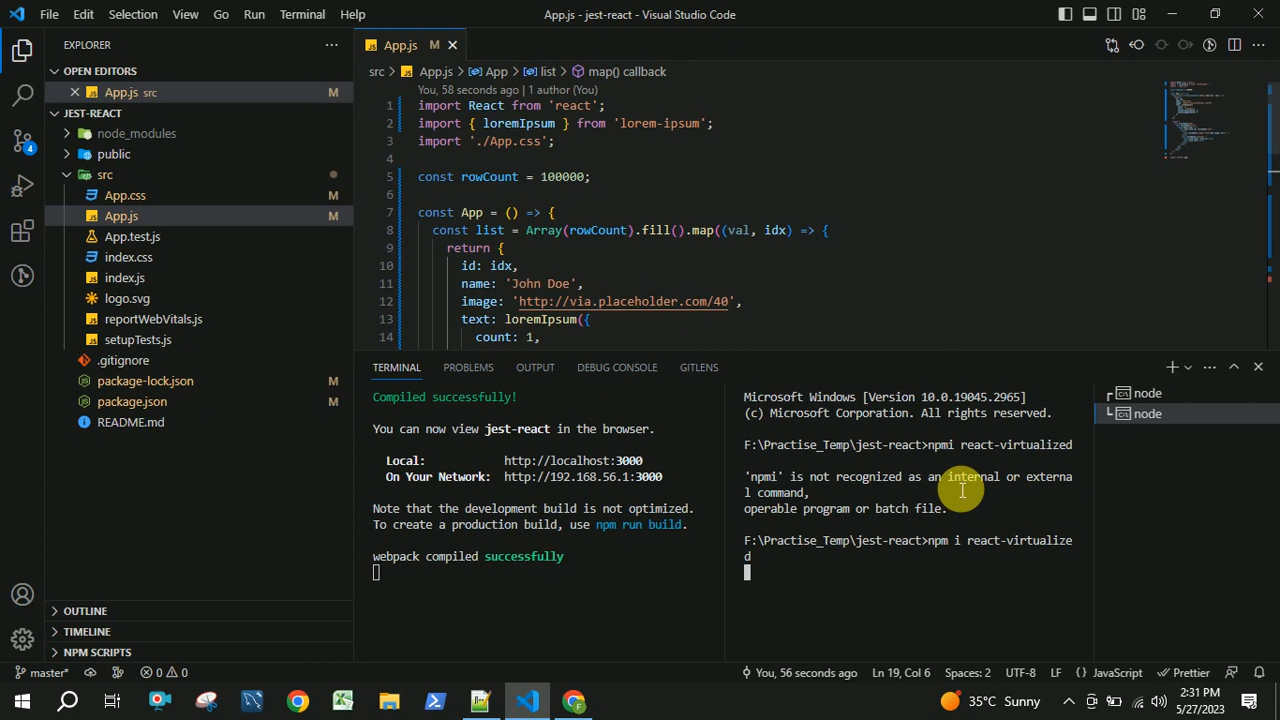 File Edit Selection View Go Run Terminal Help
App.js - jest-react - Visual Studio Code
EXPLORER
OPEN EDITORS
App.js src
JEST-REACT
node_modules
public
src
App.css M
App.js M
App.test.js
index.css
index.js
logo.svg
reportWebVitals.js
setupTests.js
.gitignore
package-lock.json M
package.json M
README.md
OUTLINE
TIMELINE
NPM SCRIPTS
4
App.js M
src > App.js > App > list > map() callback
You, 58 seconds ago | 1 author (You)
1 import React from 'react';
2 import { loremIpsum } from 'lorem-ipsum';
3 import './App.css';
4
5 const rowCount = 100000;
6
7 const App = () => {
8 const list = Array(rowCount).fill().map((val, idx) => {
9 return {
10 id: idx,
11 name: 'John Doe',
12 image: 'http://via.placeholder.com/40',
13 text: loremIpsum({
14 count: 1,
TERMINAL PROBLEMS OUTPUT DEBUG CONSOLE GITLENS
Compiled successfully!
You can now view jest-react in the browser.
Local: http://localhost:3000
On Your Network: http://192.168.56.1:3000
Note that the development build is not optimized.
To create a production build, use npm run build.
webpack compiled successfully
Microsoft Windows [Version 10.0.19045.2965]
(c) Microsoft Corporation. All rights reserved.
F:\Practise_Temp\jest-react>npmi react-virtualized
'npmi' is not recognized as an internal or externa
l command,
operable program or batch file.
F:\Practise_Temp\jest-react>npm i react-virtualize
d
node
node
master* 0 0 You, 56 seconds ago Ln 19, Col 6 Spaces: 2 UTF-8 LF {} JavaScript Prettier
35°C Sunny
2:31 PM
5/27/2023